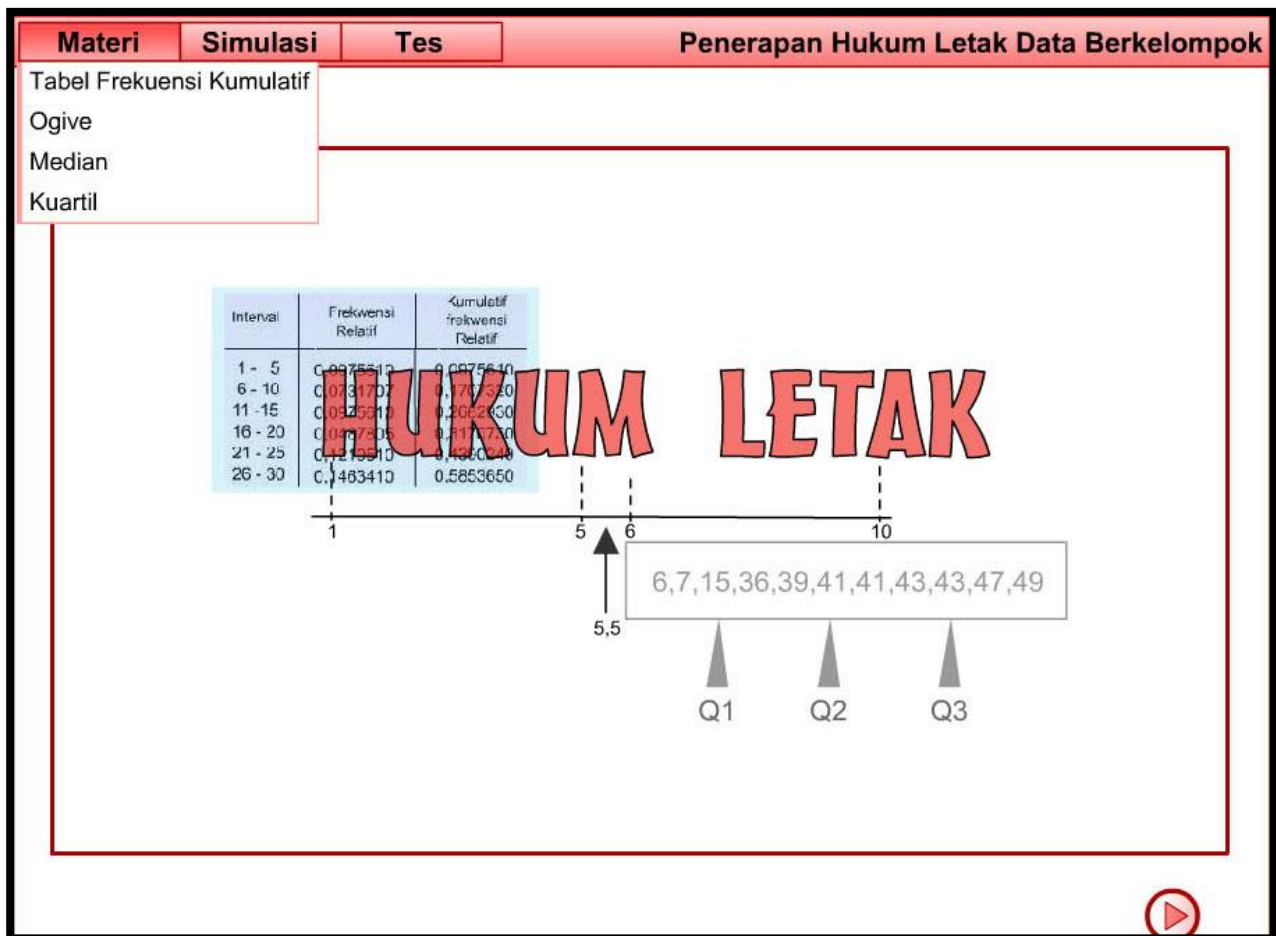 Materi Simulasi Tes Penerapan Hukum Letak Data Berkelompok
Tabel Frekuensi Kumulatif
Ogive
Median
Kuartil
Interval Frekwensi Relatif Kumulatif frekwensi Relatif
1 - 5
6 - 10
11 -15
16 - 20
21 - 25
26 - 30 0.1463410 0.5853650
HUKUM LETAK
1 5 6 10
5,5
6,7,15,36,39,41,41,43,43,47,49
Q1 Q2 Q3